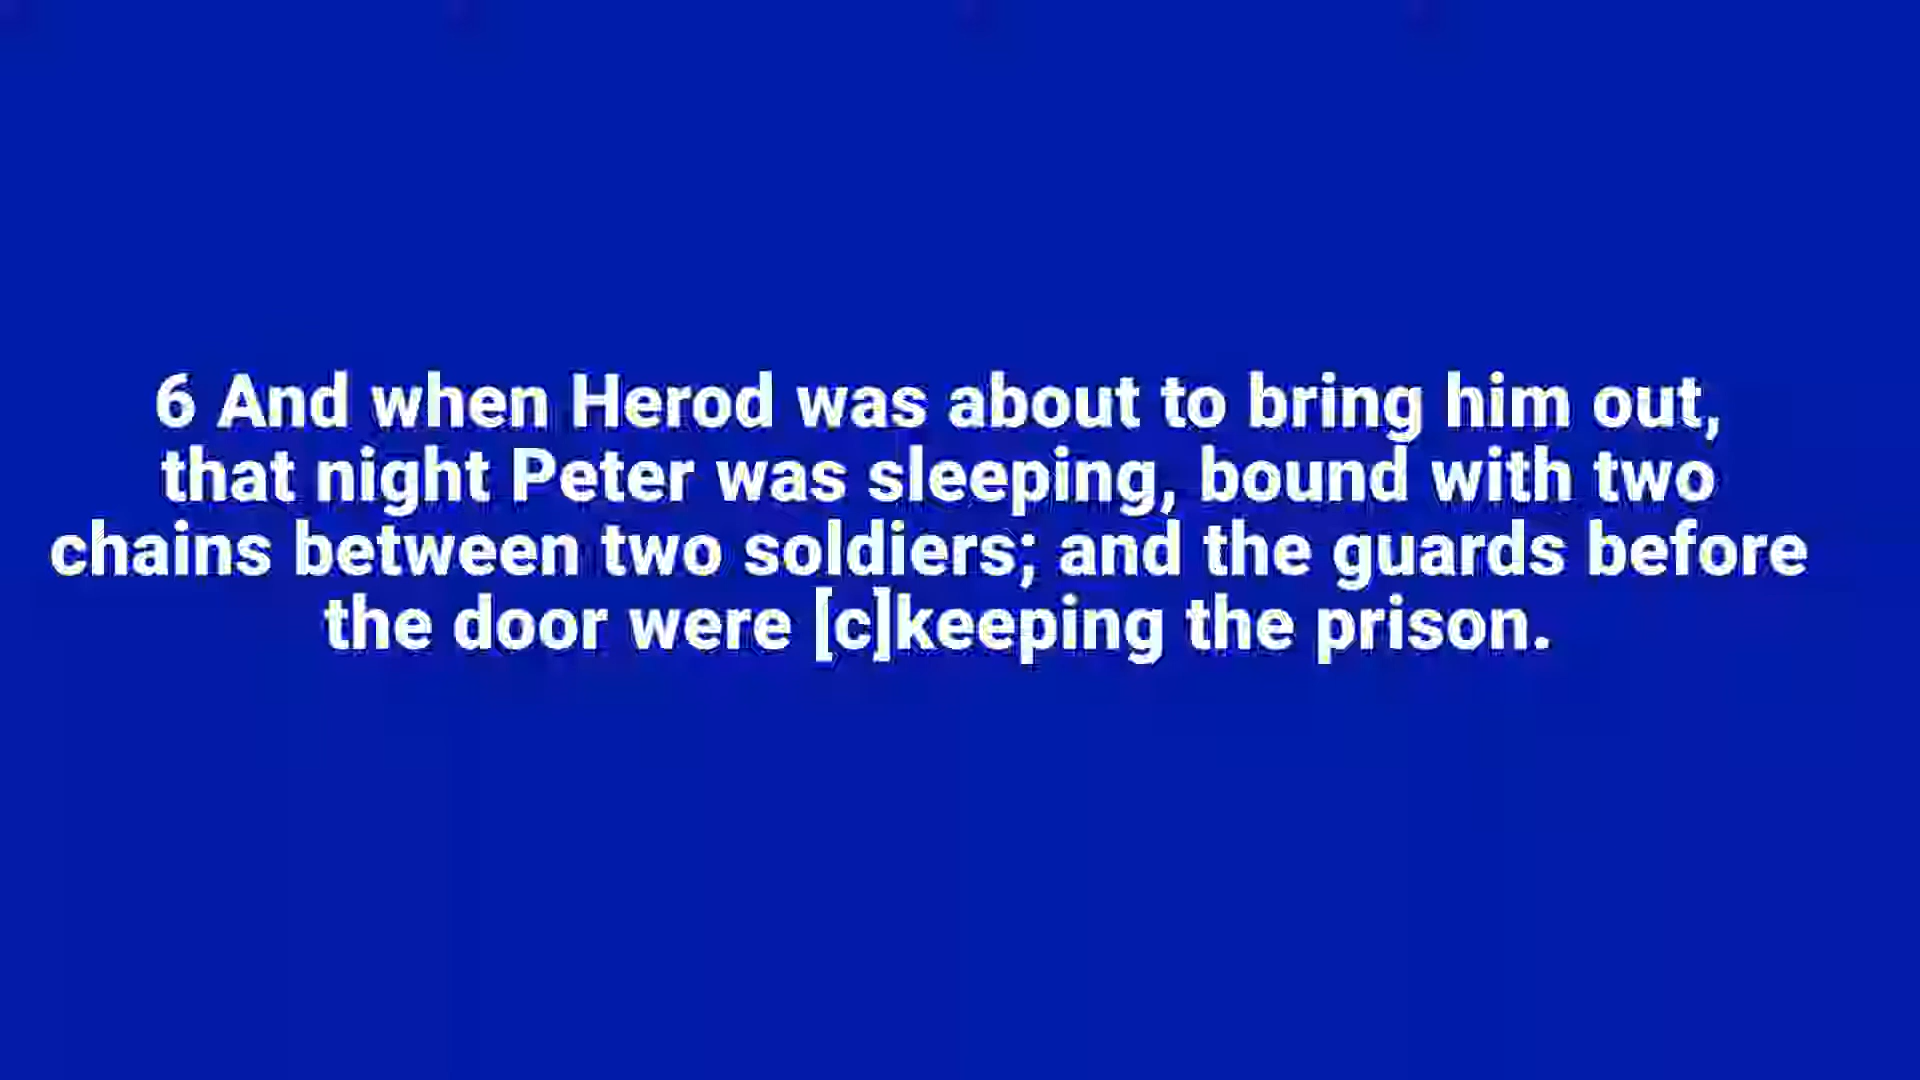 6 And when Herod was about to bring him out,
that night Peter was sleeping, bound with two
chains between two soldiers; and the guards before
the door were [c]keeping the prison.